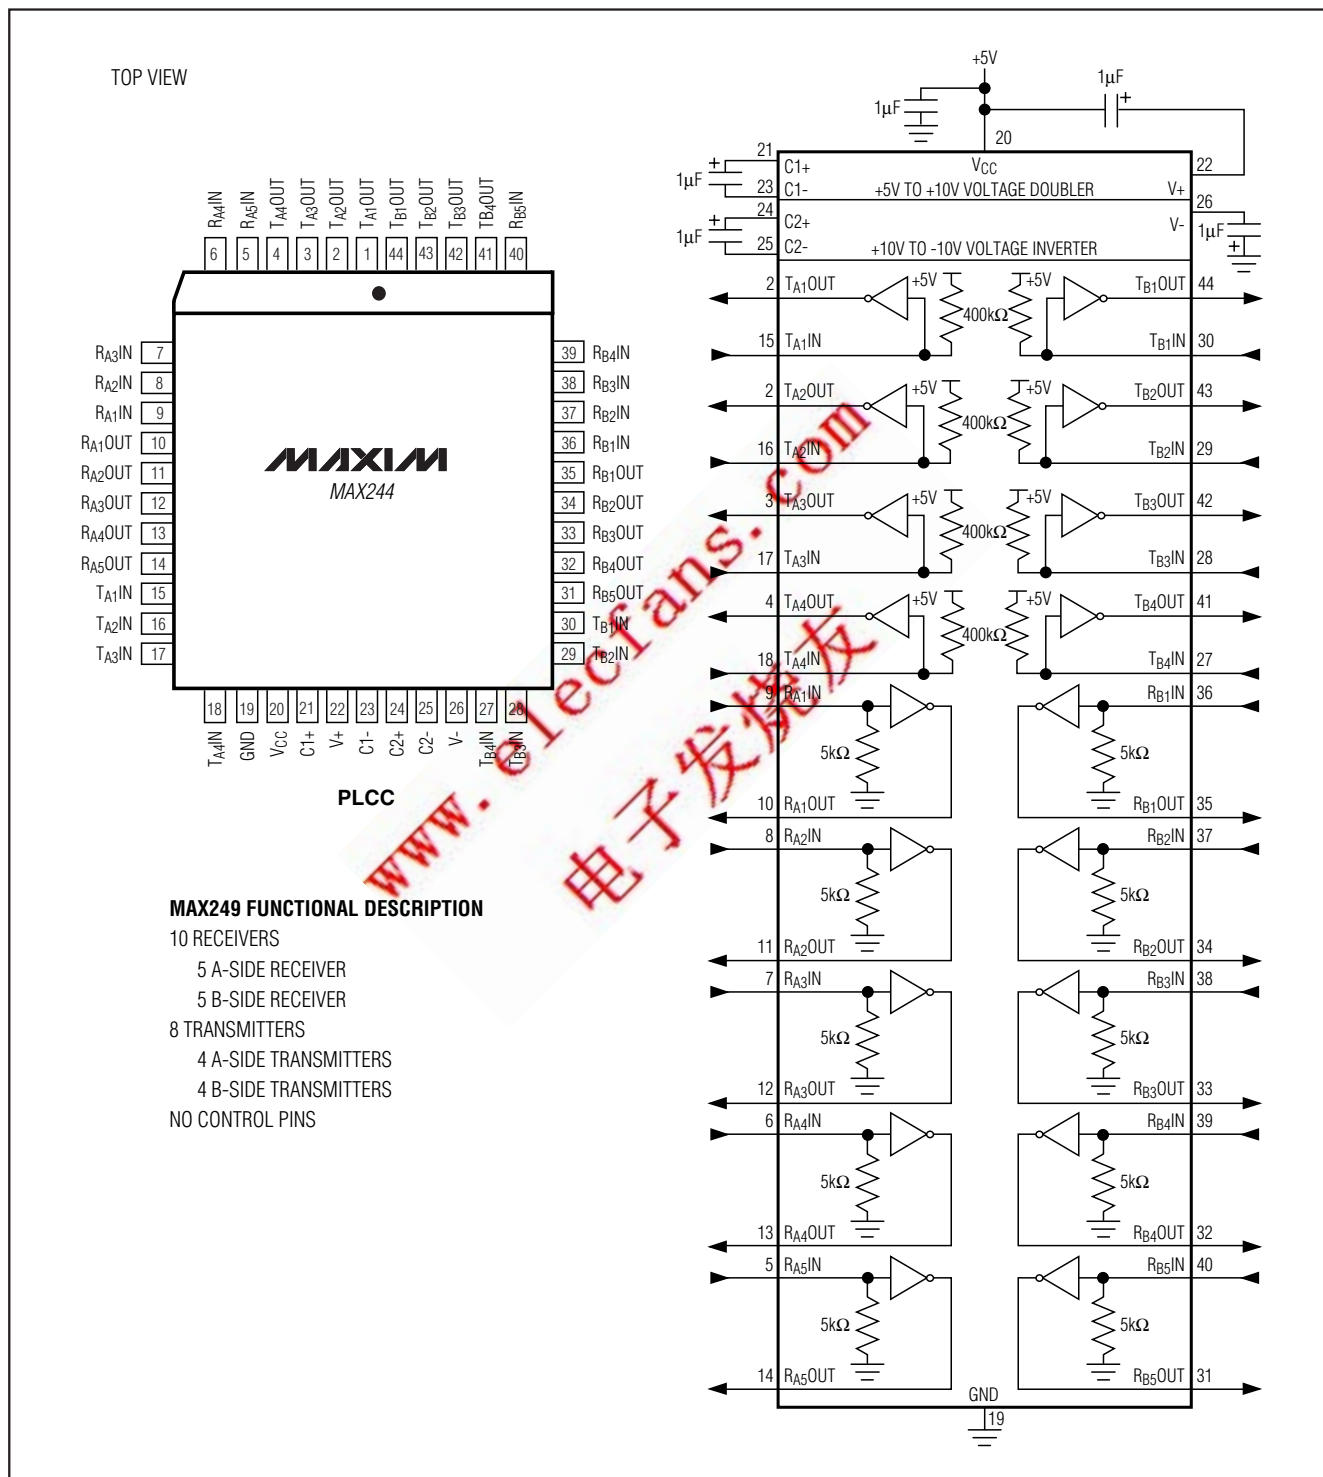 TOP VIEW
RA4IN RA5IN TA4OUT TA3OUT TA2OUT TA1OUT TB1OUT TB2OUT TB3OUT TB4OUT RB5IN
6 5 4 3 2 1 44 43 42 41 40
RA3IN 7
RA2IN 8
RA1IN 9
RA1OUT 10
RA2OUT 11
RA3OUT 12
RA4OUT 13
RA5OUT 14
TA1IN 15
TA2IN 16
TA3IN 17
39 RB4IN
38 RB3IN
37 RB2IN
36 RB1IN
35 RB1OUT
34 RB2OUT
33 RB3OUT
32 RB4OUT
31 RB5OUT
30 TB1IN
29 TB2IN
MAXIM
MAX244
18 19 20 21 22 23 24 25 26 27 28
TA4IN GND VCC C1+ V+ C1- C2+ C2- V- TB4IN TB3IN
PLCC
MAX249 FUNCTIONAL DESCRIPTION
10 RECEIVERS
5 A-SIDE RECEIVER
5 B-SIDE RECEIVER
8 TRANSMITTERS
4 A-SIDE TRANSMITTERS
4 B-SIDE TRANSMITTERS
NO CONTROL PINS
+5V
1µF 1µF +
20
21 C1+ VCC 22
+ 1µF
23 C1- +5V TO +10V VOLTAGE DOUBLER V+
24 C2+ 26
+ 1µF V- 1µF +
25 C2- +10V TO -10V VOLTAGE INVERTER
2 TA1OUT +5V +5V TB1OUT 44
400kΩ
15 TA1IN TB1IN 30
2 TA2OUT +5V +5V TB2OUT 43
400kΩ
16 TA2IN TB2IN 29
3 TA3OUT +5V +5V TB3OUT 42
400kΩ
17 TA3IN TB3IN 28
4 TA4OUT +5V +5V TB4OUT 41
400kΩ
18 TA4IN TB4IN 27
9 RA1IN RB1IN 36
5kΩ 5kΩ
10 RA1OUT RB1OUT 35
8 RA2IN RB2IN 37
5kΩ 5kΩ
11 RA2OUT RB2OUT 34
7 RA3IN RB3IN 38
5kΩ 5kΩ
12 RA3OUT RB3OUT 33
6 RA4IN RB4IN 39
5kΩ 5kΩ
13 RA4OUT RB4OUT 32
5 RA5IN RB5IN 40
5kΩ 5kΩ
14 RA5OUT RB5OUT 31
GND
19
www.elecfans.com
电子发烧友